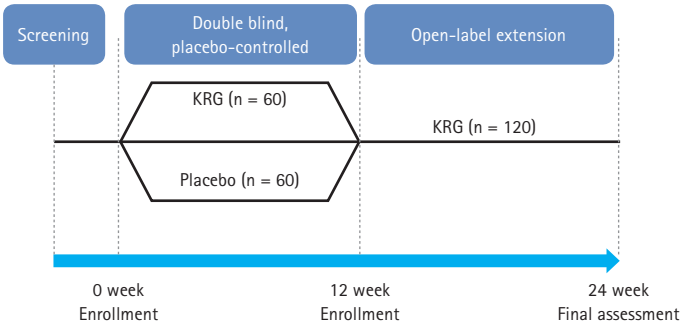 Screening
Double blind,
placebo-controlled
Open-label extension
KRG (n = 60)
KRG (n = 120)
Placebo (n = 60)
0 week
Enrollment
12 week
Enrollment
24 week
Final assessment